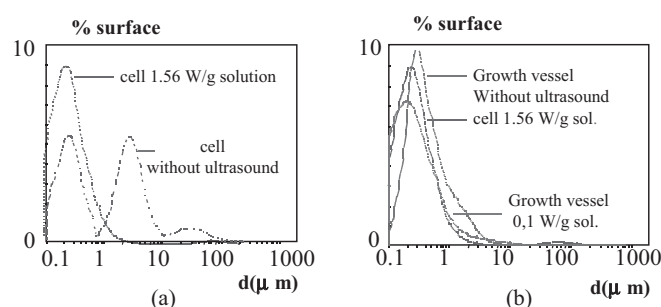 % surface
10
cell 1.56 W/g solution
cell
without ultrasound
0
0.1 1 10 100 1000
d(μ m)
(a)
% surface
10
Growth vessel
Without ultrasound
cell 1.56 W/g sol.
Growth vessel
0,1 W/g sol.
0
0.1 1 10 100 1000
d(μ m)
(b)